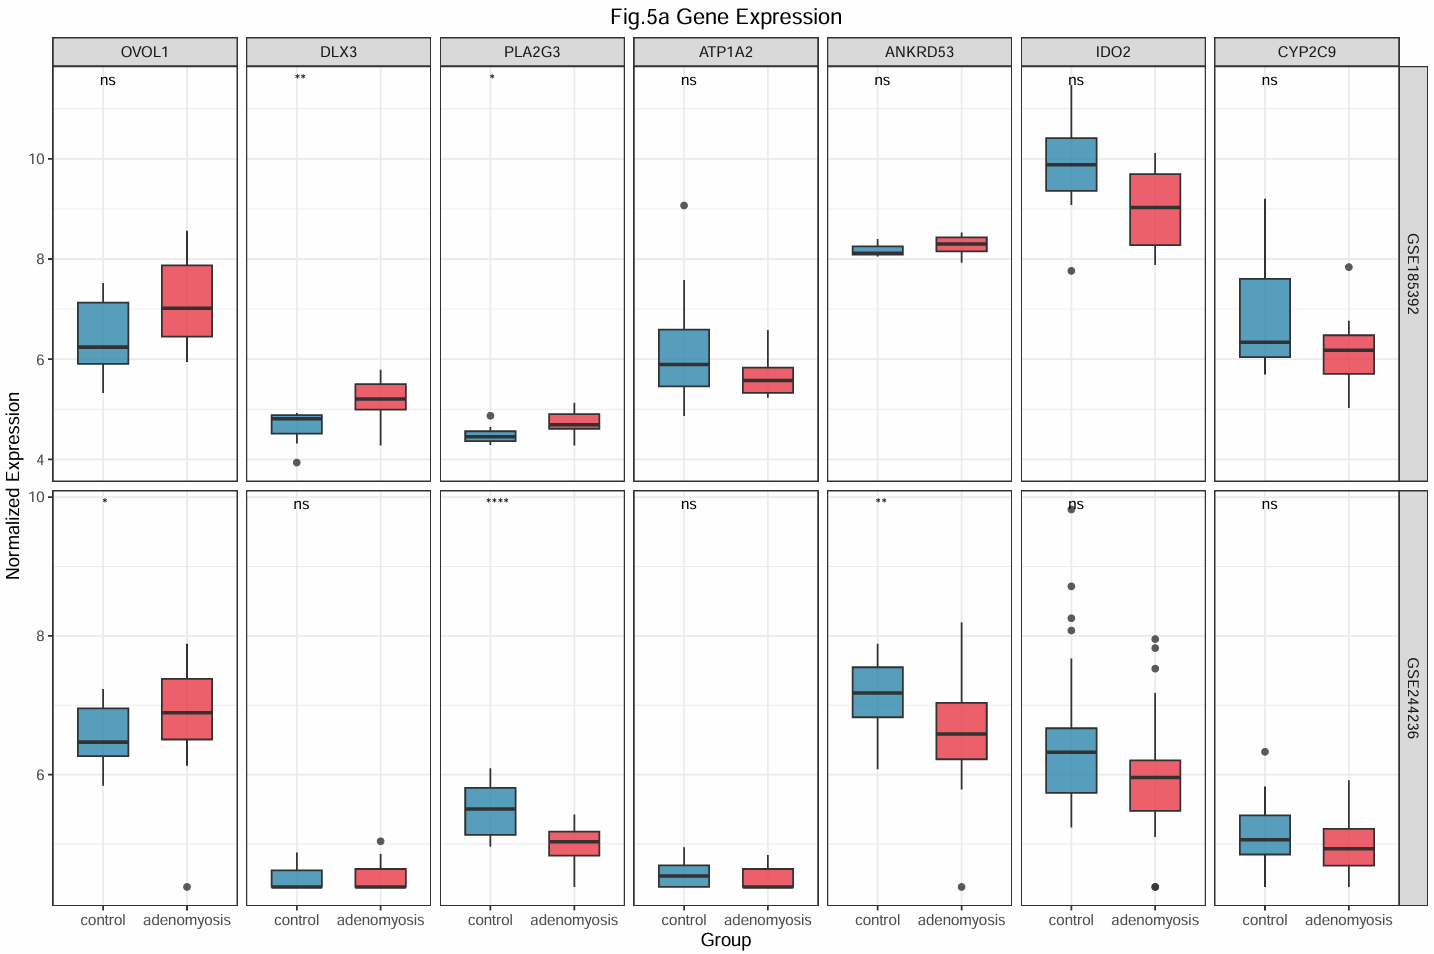 Fig.5a Gene Expression
OVOL1 DLX3 PLA2G3 ATP1A2 ANKRD53 IDO2 CYP2C9
ns ** * ns ns ns ns
10
8
6
4
GSE185392
Normalized Expression
* ns **** ns ** ns ns
10
8
6
GSE244236
control adenomyosis control adenomyosis control adenomyosis control adenomyosis control adenomyosis control adenomyosis control adenomyosis
Group